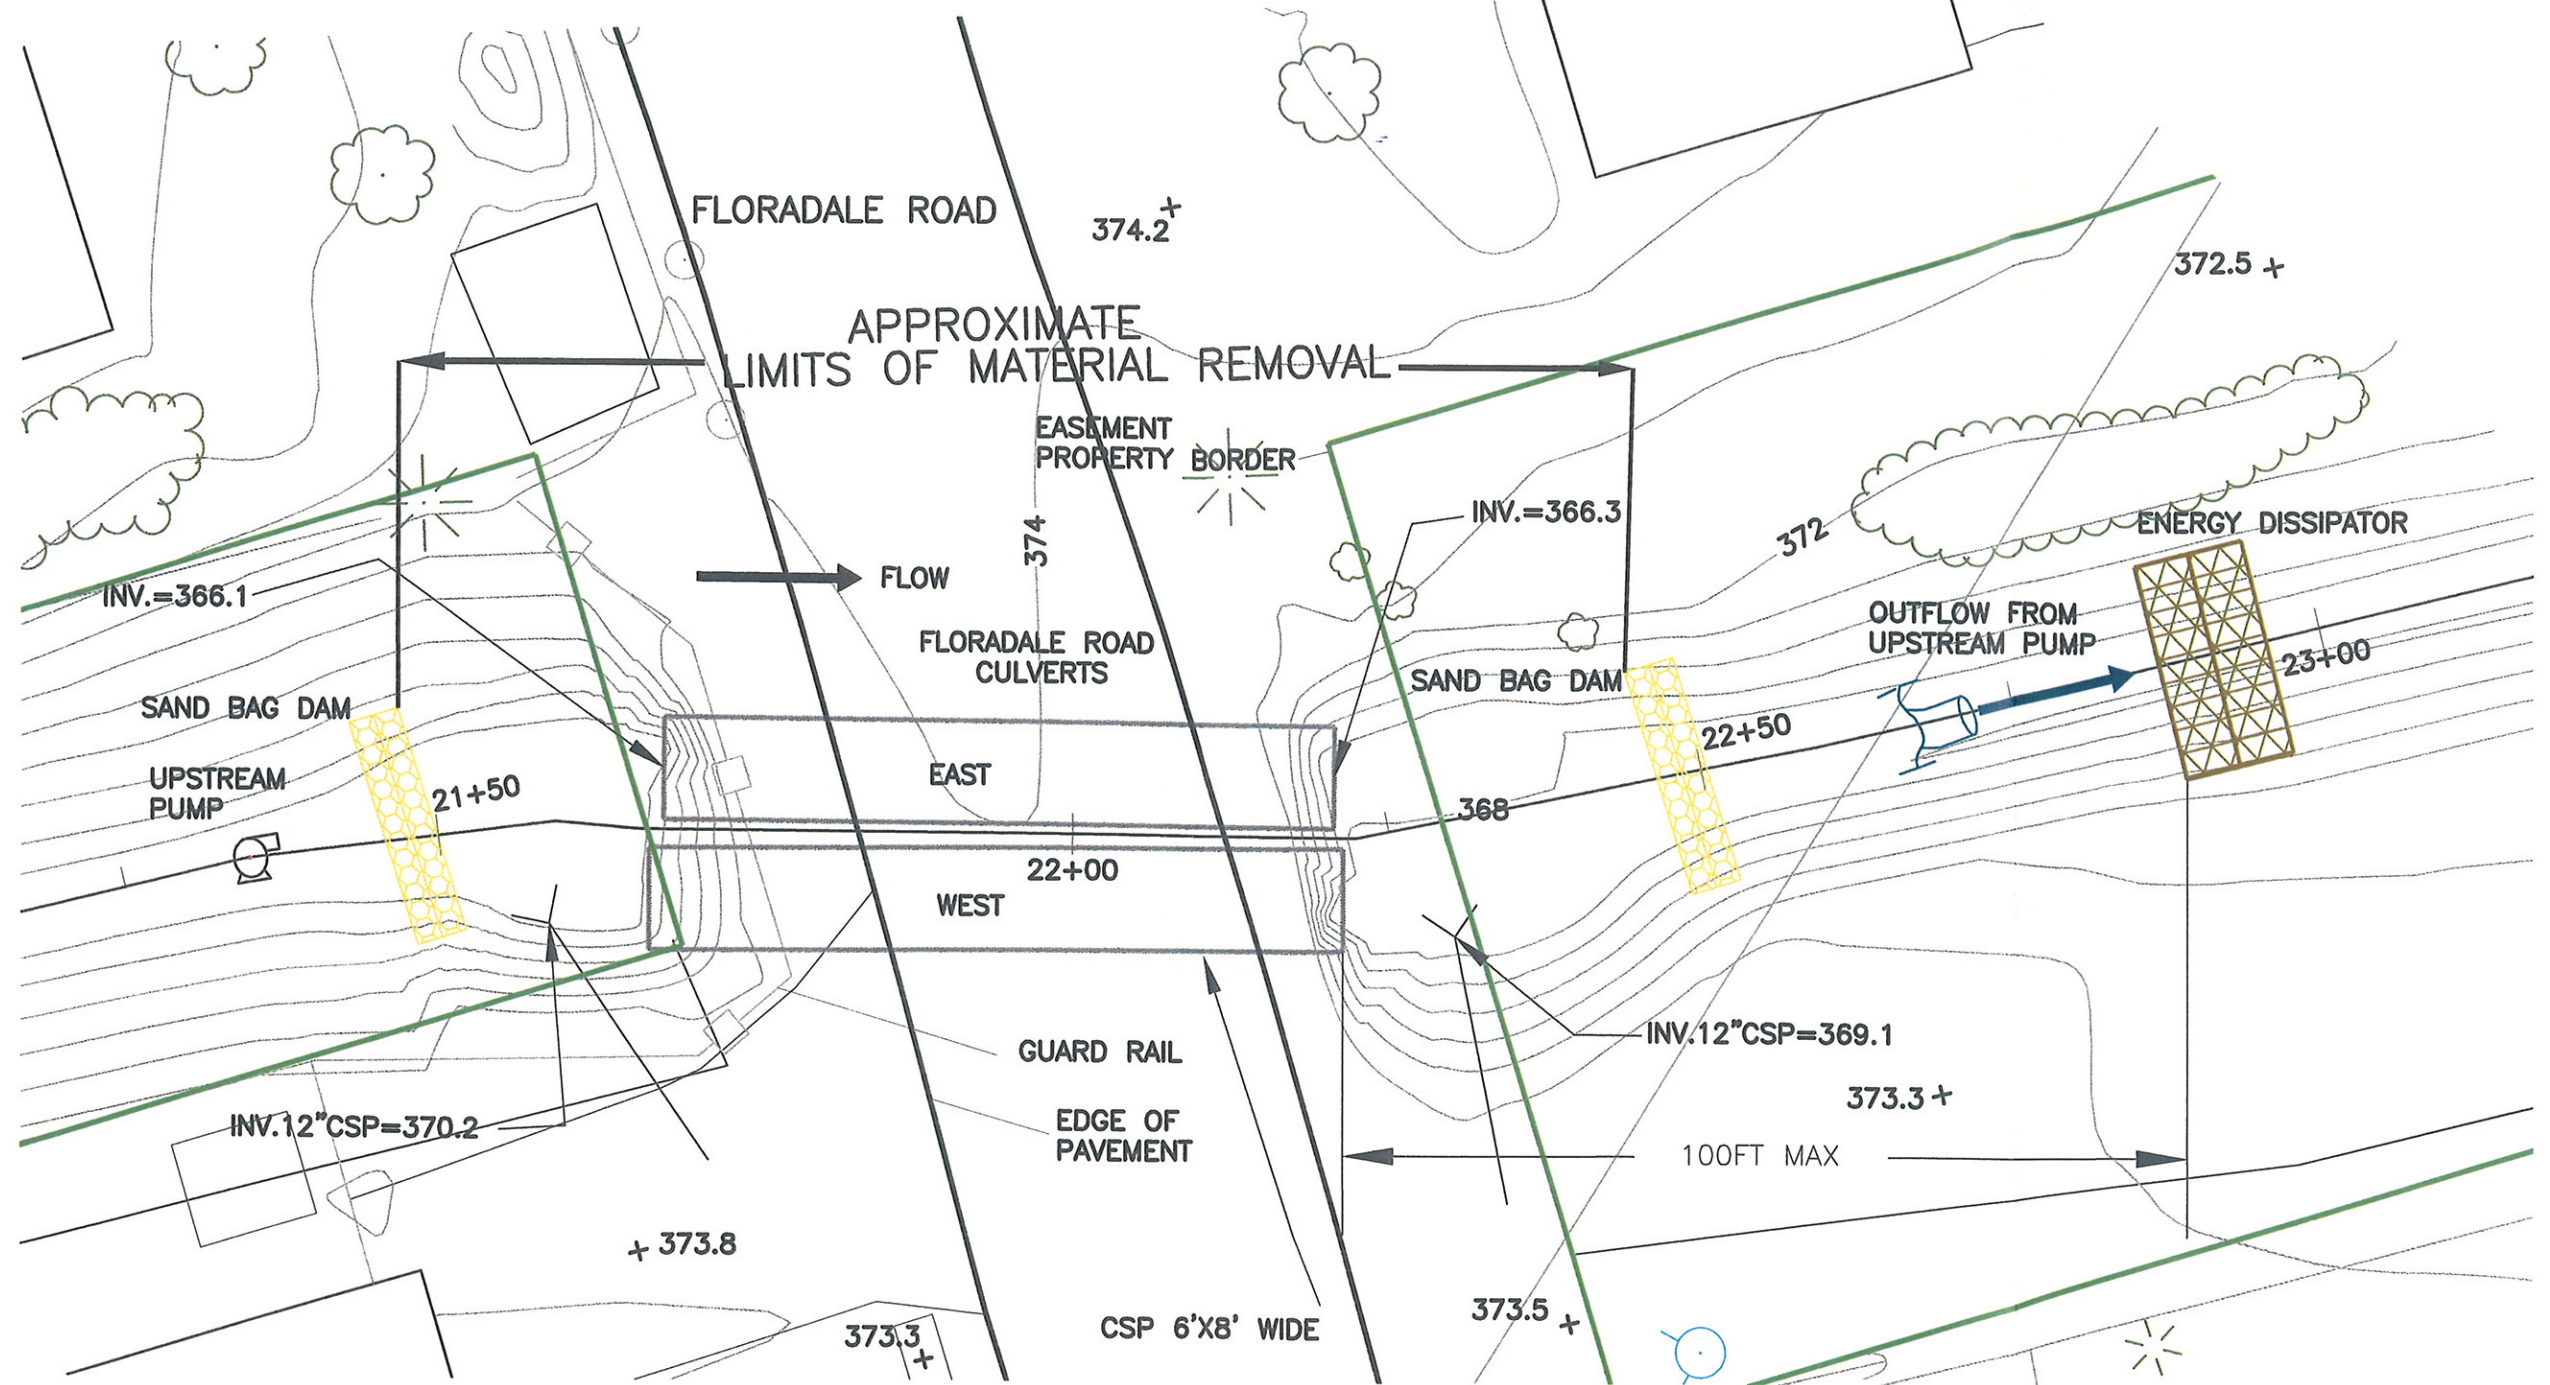 FLORADALE ROAD
374.2
372.5
APPROXIMATE
LIMITS OF MATERIAL REMOVAL
EASEMENT
PROPERTY BORDER
INV.=366.3
374
372
ENERGY DISSIPATOR
INV.=366.1
FLOW
OUTFLOW FROM
UPSTREAM PUMP
FLORADALE ROAD
CULVERTS
23+00
SAND BAG DAM
SAND BAG DAM
22+50
UPSTREAM
PUMP
21+50
EAST
368
22+00
WEST
GUARD RAIL
INV.12"CSP=369.1
INV.12"CSP=370.2
EDGE OF
PAVEMENT
373.3
100FT MAX
373.8
373.3
CSP 6'X8' WIDE
373.5